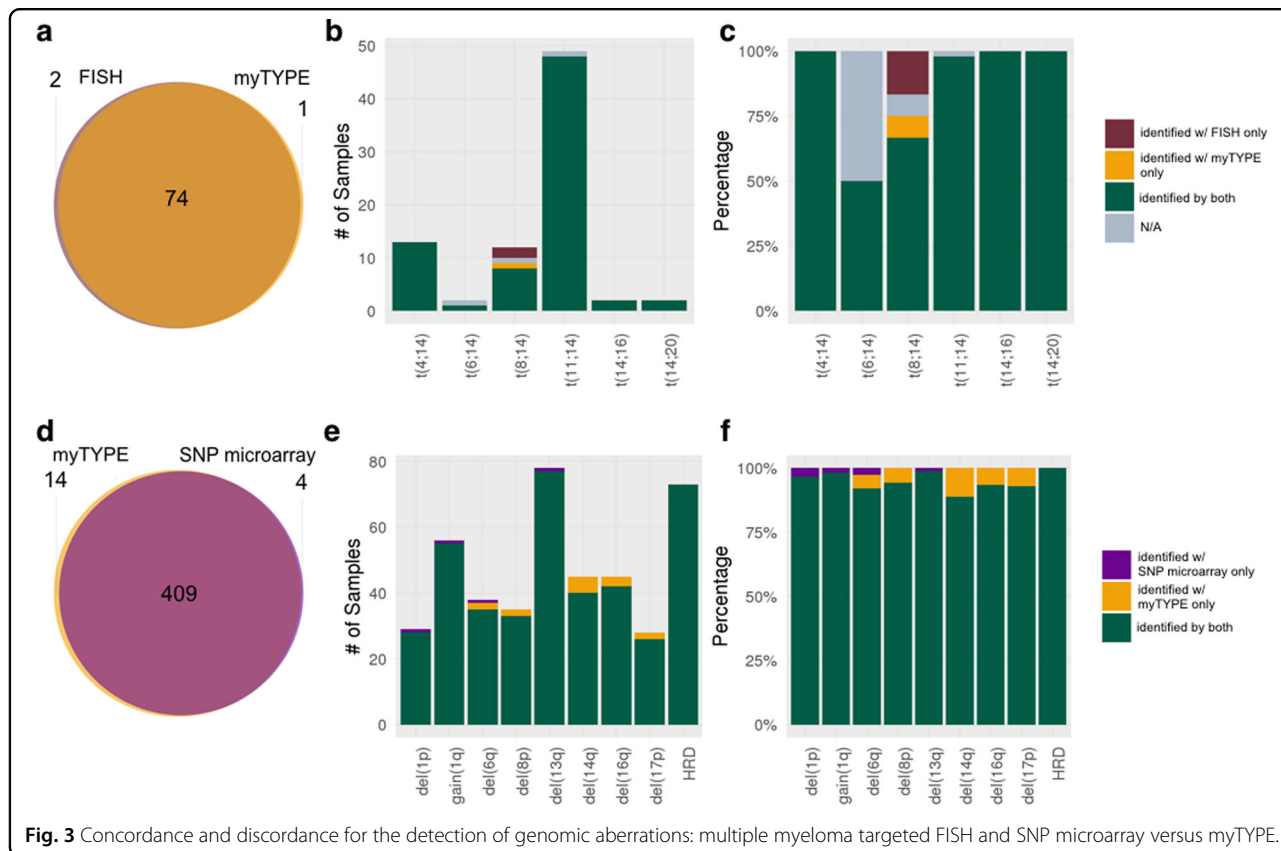 a
2 FISH myTYPE 1
74
b
# of Samples
50
40
30
20
10
0
t(4;14) t(6;14) t(8;14) t(11;14) t(14;16) t(14;20)
c
Percentage
100%
75%
50%
25%
0%
t(4;14) t(6;14) t(8;14) t(11;14) t(14;16) t(14;20)
identified w/ FISH only
identified w/ myTYPE
only
identified by both
N/A
d
myTYPE SNP microarray
14 4
409
e
# of Samples
80
60
40
20
0
del(1p) gain(1q) del(6q) del(8p) del(13q) del(14q) del(16q) del(17p) HRD
f
Percentage
100%
75%
50%
25%
0%
del(1p) gain(1q) del(6q) del(8p) del(13q) del(14q) del(16q) del(17p) HRD
identified w/
SNP microarray only
identified w/
myTYPE only
identified by both
Fig. 3 Concordance and discordance for the detection of genomic aberrations: multiple myeloma targeted FISH and SNP microarray versus myTYPE.